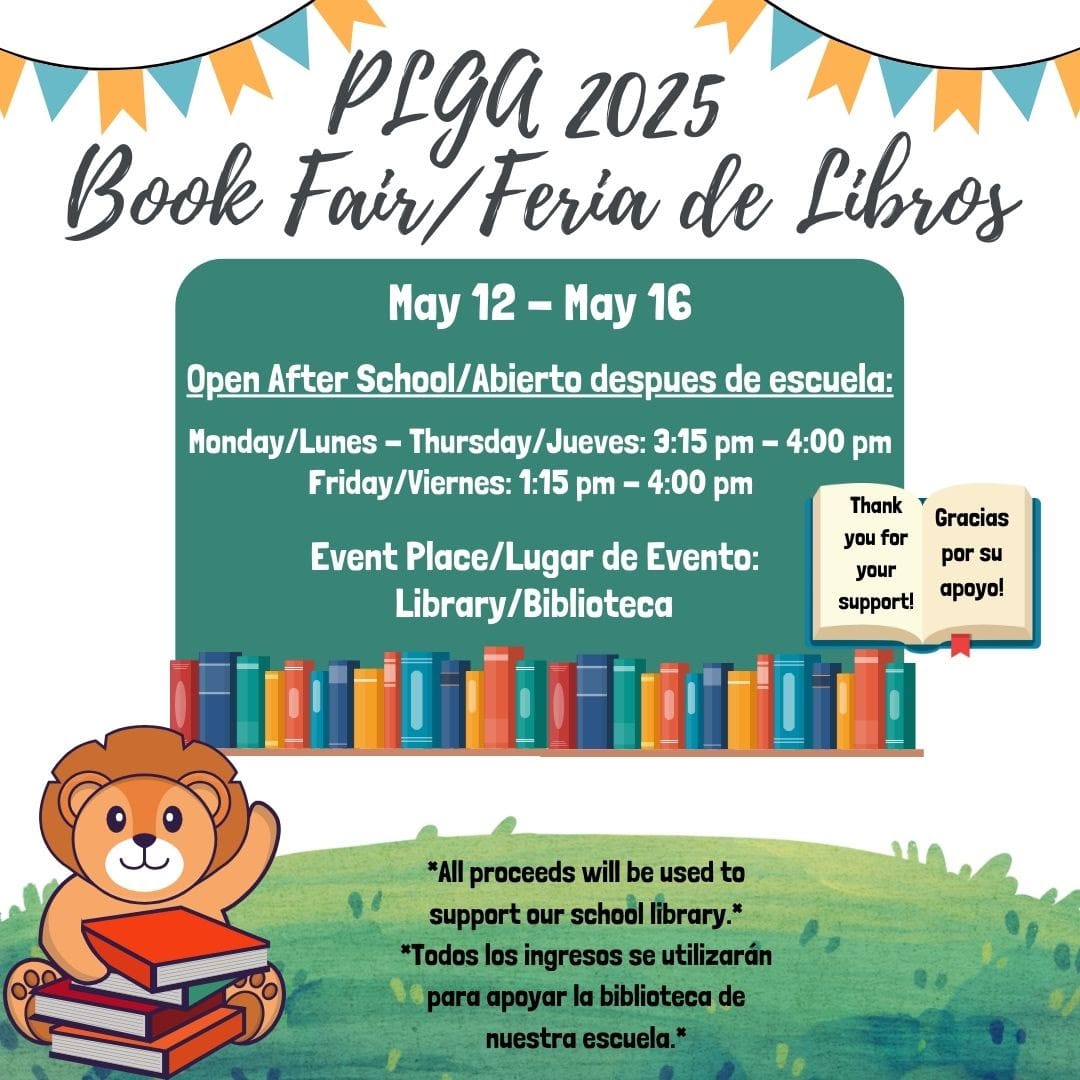 PLGA 2025
Book Fair/Feria de Libros
May 12 – May 16
Open After School/Abierto despues de escuela:
Monday/Lunes – Thursday/Jueves: 3:15 pm – 4:00 pm
Friday/Viernes: 1:15 pm – 4:00 pm
Event Place/Lugar de Evento:
Library/Biblioteca
Thank
you for
your
support!
Gracias
por su
apoyo!
*All proceeds will be used to
support our school library.*
*Todos los ingresos se utilizarán
para apoyar la biblioteca de
nuestra escuela.*